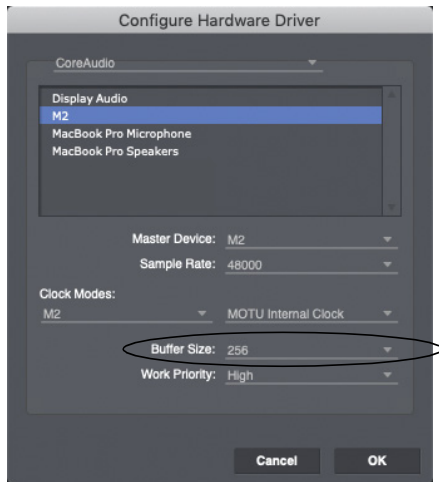 Configure Hardware Driver
CoreAudio
Display Audio
M2
MacBook Pro Microphone
MacBook Pro Speakers
Master Device: M2
Sample Rate: 48000
Clock Modes:
M2 MOTU Internal Clock
Buffer Size: 256
Work Priority: High
Cancel OK